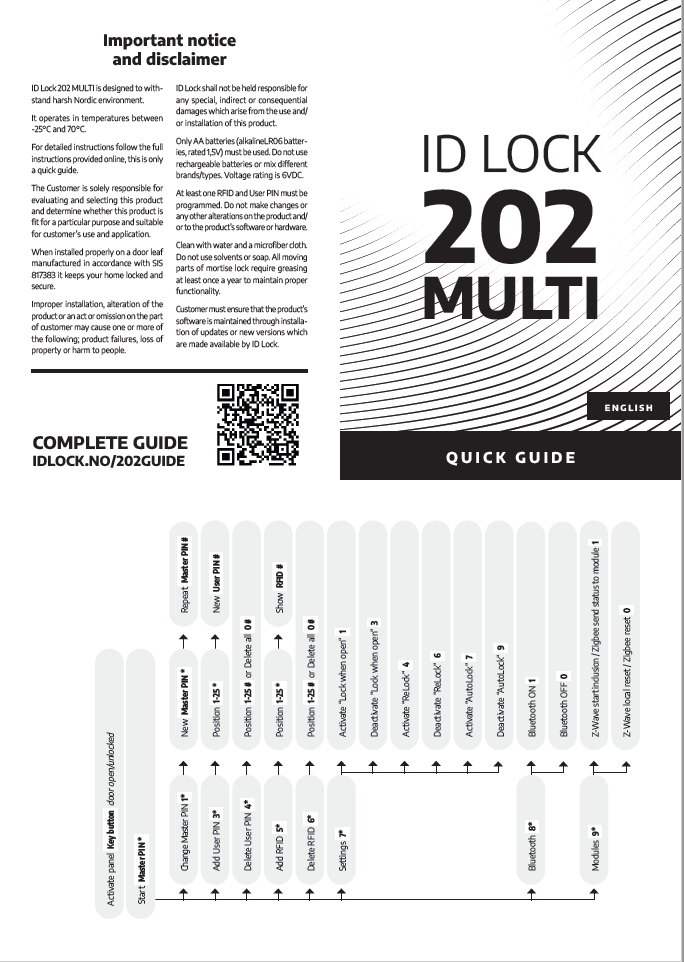 Important notice
and disclaimer
ID Lock 202 MULTI is designed to with-
stand harsh Nordic environment.
It operates in temperatures between
-25°C and 70°C.
For detailed instructions follow the full
instructions provided online, this is only
a quick guide.
The Customer is solely responsible for
evaluating and selecting this product
and determine whether this product is
fit for a particular purpose and suitable
for customer's use and application.
When installed properly on a door leaf
manufactured in accordance with SIS
817383 it keeps your home locked and
secure.
Improper installation, alteration of the
product or an act or omission on the part
of customer may cause one or more of
the following; product failures, loss of
property or harm to people.
ID Lock shall not be held responsible for
any special, indirect or consequential
damages which arise from the use and/
or installation of this product.
Only AA batteries (alkalineLR06 batter-
ies, rated 1,5V) must be used. Do not use
rechargeable batteries or mix different
brands/types. Voltage rating is 6VDC.
At least one RFID and User PIN must be
programmed. Do not make changes or
any other alterations on the product and/
or to the product's software or hardware.
Clean with water and a microfiber cloth.
Do not use solvents or soap. All moving
parts of mortise lock require greasing
at least once a year to maintain proper
functionality.
Customer must ensure that the product's
software is maintained through installa-
tion of updates or new versions which
are made available by ID Lock.
COMPLETE GUIDE
IDLOCK.NO/202GUIDE
ID LOCK
202
MULTI
ENGLISH
QUICK GUIDE
Activate panel Key button door open/unlocked
Start Master PIN *
Change Master PIN 1*
New Master PIN *
Repeat Master PIN #
Add User PIN 3*
Position 1-25 *
New User PIN #
Delete User PIN 4*
Position 1-25 # or Delete all 0#
Add RFID 5*
Position 1-25 *
Show RFID #
Delete RFID 6*
Position 1-25 # or Delete all 0#
Settings 7*
Activate "Lock when open" 1
Deactivate "Lock when open" 3
Activate "ReLock" 4
Deactivate "ReLock" 6
Activate "AutoLock" 7
Deactivate "AutoLock" 9
Bluetooth 8*
Bluetooth ON 1
Bluetooth OFF 0
Modules 9*
Z-Wave start inclusion / Zigbee send status to module 1
Z-Wave local reset / Zigbee reset 0